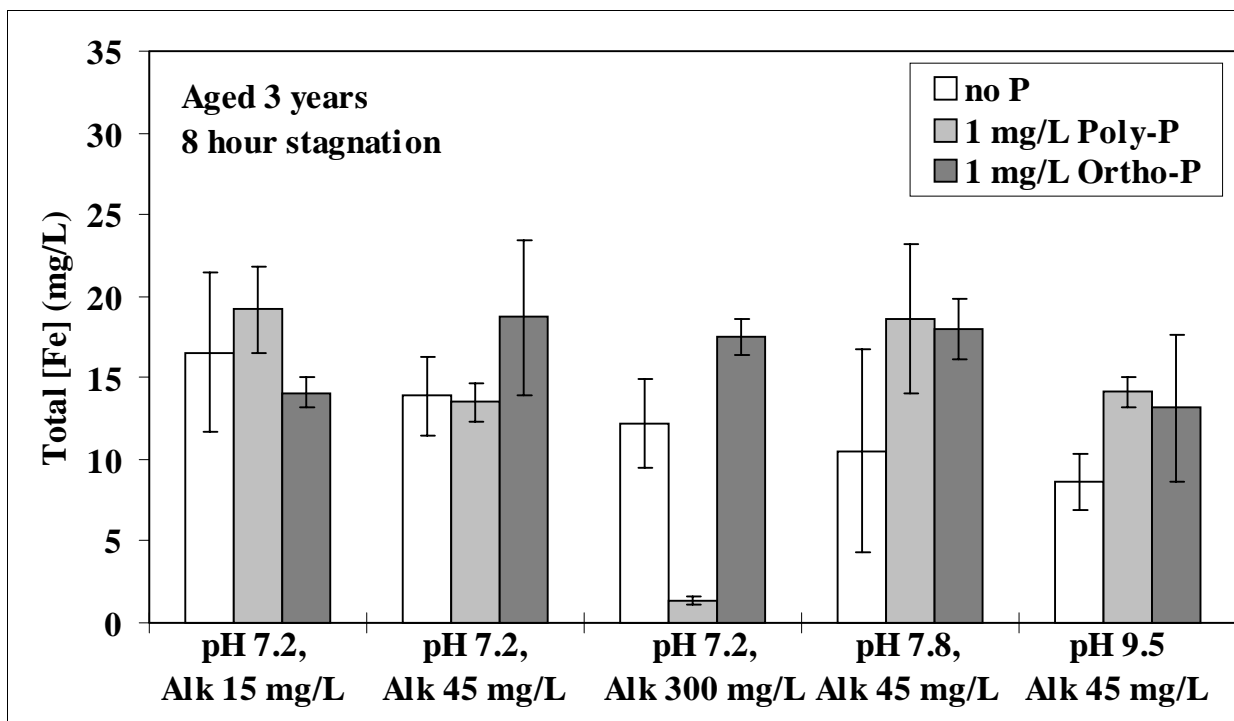 35
30
25
20
15
10
5
0
Total [Fe] (mg/L)
Aged 3 years
8 hour stagnation
no P
1 mg/L Poly-P
1 mg/L Ortho-P
pH 7.2,
Alk 15 mg/L
pH 7.2,
Alk 45 mg/L
pH 7.2,
Alk 300 mg/L
pH 7.8,
Alk 45 mg/L
pH 9.5
Alk 45 mg/L